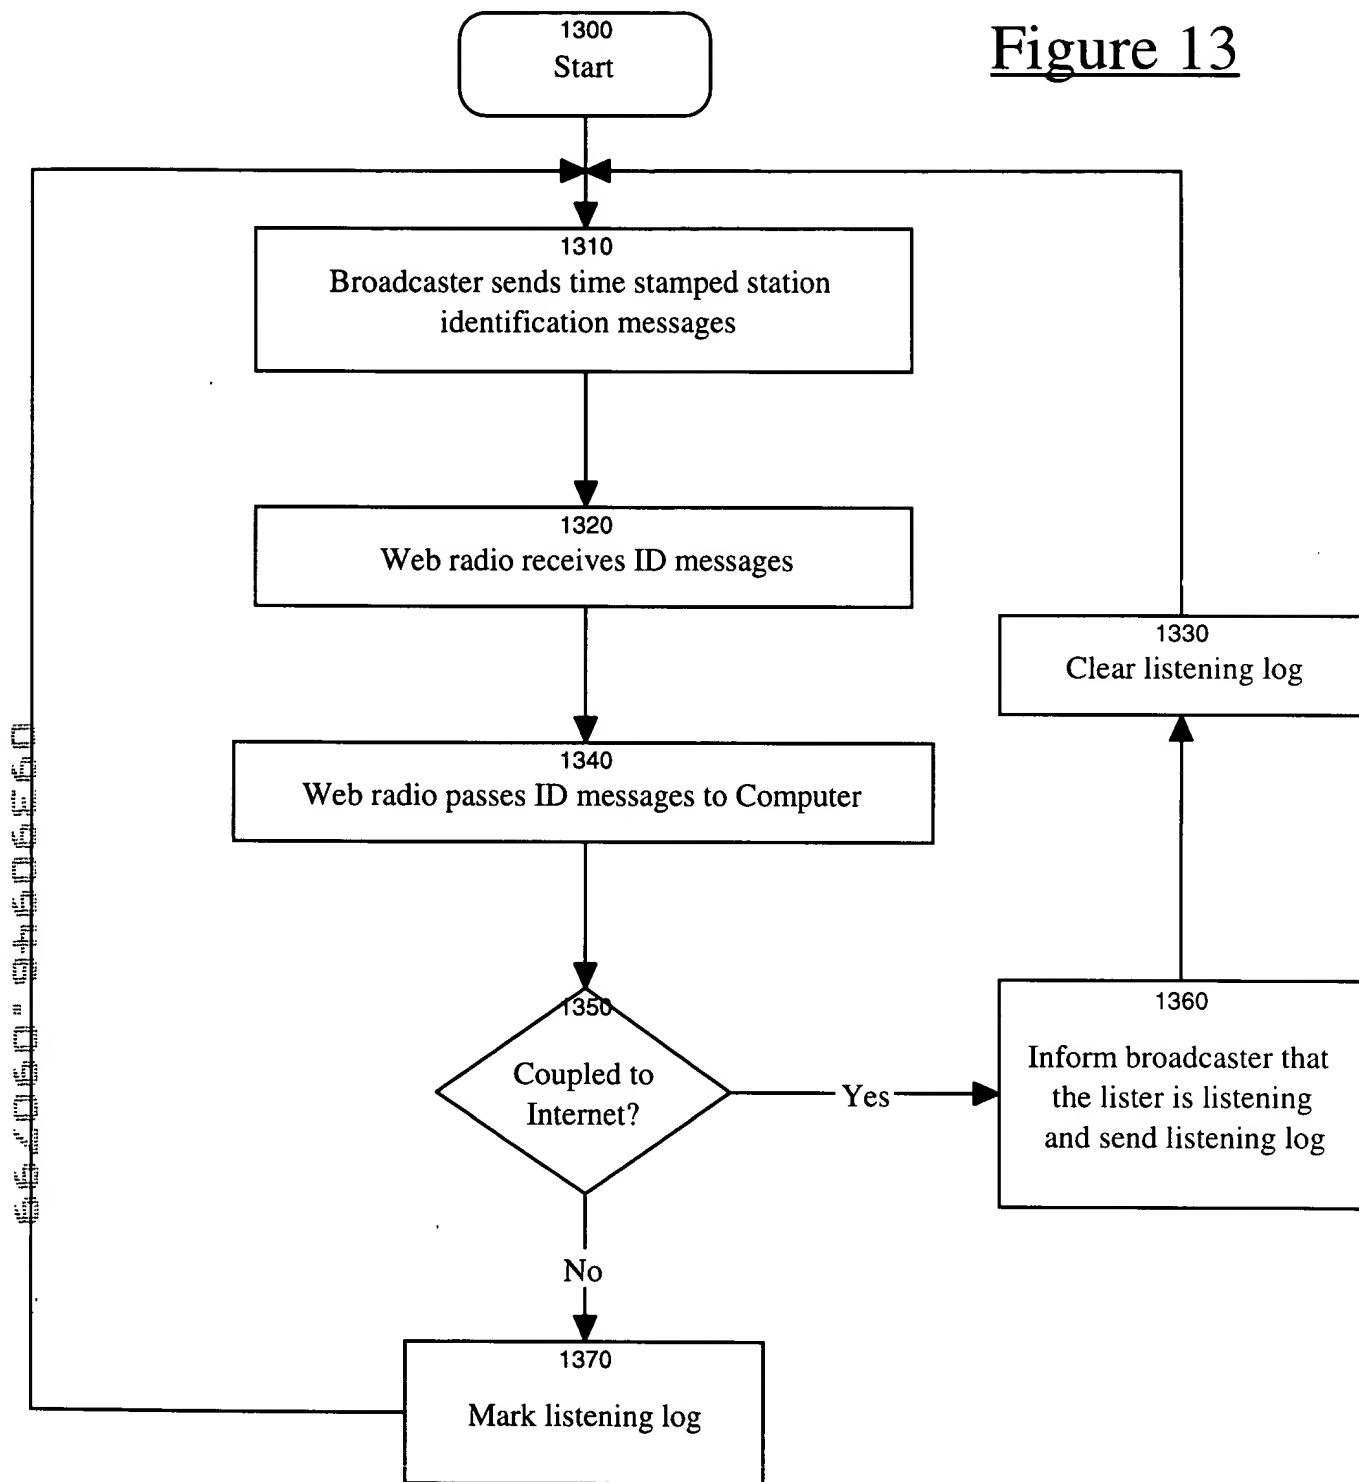 Figure 13
1300
Start
1310
Broadcaster sends time stamped station
identification messages
1320
Web radio receives ID messages
1330
Clear listening log
1340
Web radio passes ID messages to Computer
1350
Coupled to
Internet?
Yes
1360
Inform broadcaster that
the lister is listening
and send listening log
No
1370
Mark listening log